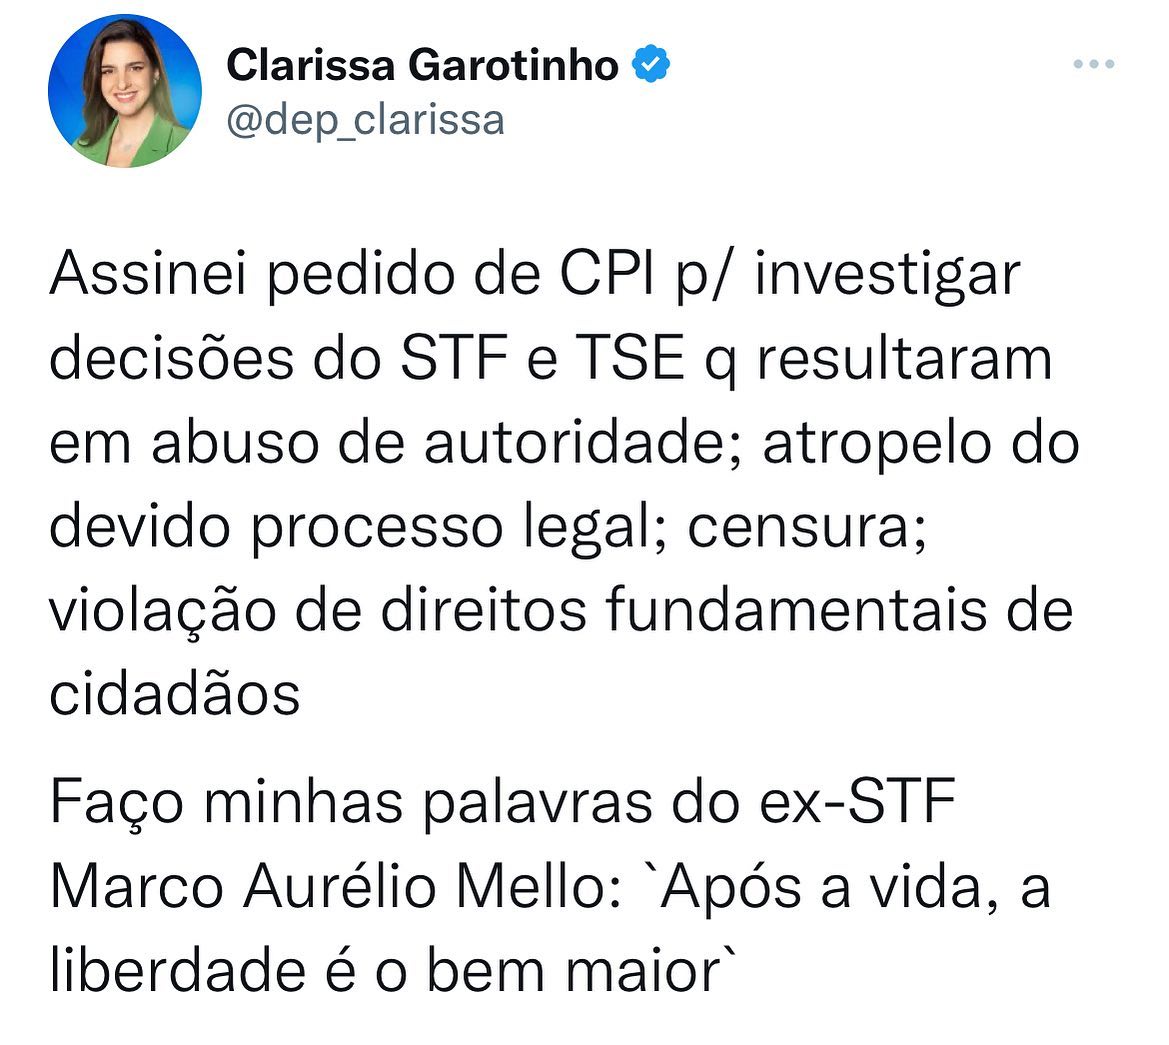 Clarissa Garotinho
@dep_clarissa
Assinei pedido de CPI p/ investigar
decisões do STF e TSE q resultaram
em abuso de autoridade; atropelo do
devido processo legal; censura;
violação de direitos fundamentais de
cidadãos
Faço minhas palavras do ex-STF
Marco Aurélio Mello: `Após a vida, a
liberdade é o bem maior`